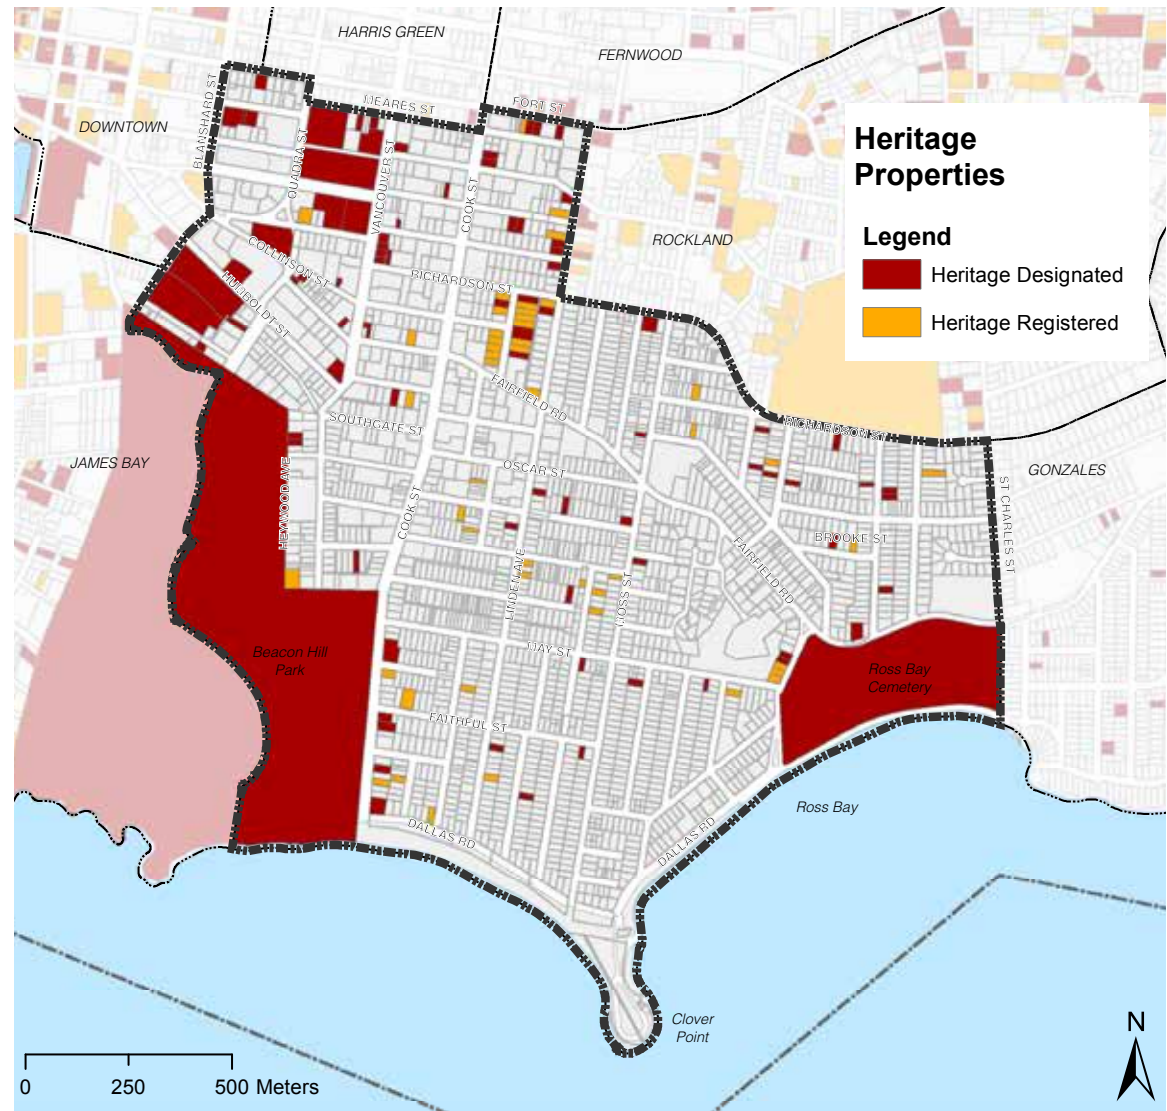 HARRIS GREEN
FERNWOOD
Heritage
Properties
Legend
Heritage Designated
Heritage Registered
DOWNTOWN
BLANSHARD ST
MEARES ST
FORT ST
QUADRA ST
VANCOUVER ST
COOK ST
ROCKLAND
COLLINSON ST
HUMBOLDT ST
RICHARDSON ST
FAIRFIELD RD
SOUTHGATE ST
RICHARDSON ST
JAMES BAY
HEYWOOD AVE
COOK ST
OSCAR ST
GONZALES
ST CHARLES ST
BROOKE ST
FAIRFIELD RD
LINDEN AVE
MOSS ST
MAY ST
Beacon Hill
Park
Ross Bay
Cemetery
FAITHFUL ST
Ross Bay
DALLAS RD
DALLAS RD
Clover
Point
N
0 250 500 Meters